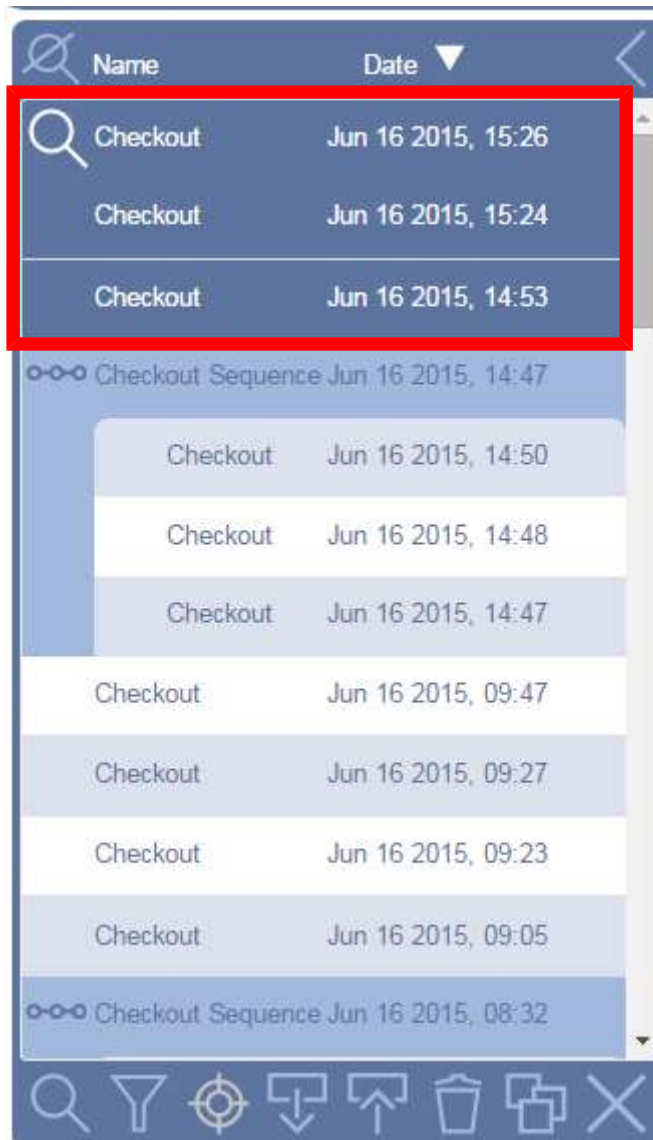 Name Date
Checkout Jun 16 2015, 15:26
Checkout Jun 16 2015, 15:24
Checkout Jun 16 2015, 14:53
Checkout Sequence Jun 16 2015, 14:47
Checkout Jun 16 2015, 14:50
Checkout Jun 16 2015, 14:48
Checkout Jun 16 2015, 14:47
Checkout Jun 16 2015, 09:47
Checkout Jun 16 2015, 09:27
Checkout Jun 16 2015, 09:23
Checkout Jun 16 2015, 09:05
Checkout Sequence Jun 16 2015, 08:32